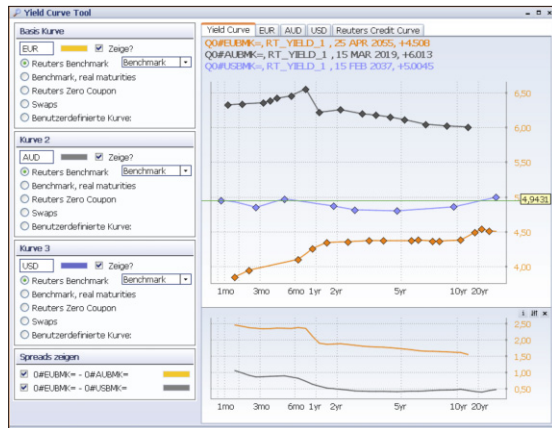 Yield Curve Tool
Basis Kurve
EUR Zeige?
Reuters Benchmark Benchmark
Benchmark, real maturities
Reuters Zero Coupon
Swaps
Benutzerdefinierte Kurve:
Kurve 2
AUD Zeige?
Reuters Benchmark Benchmark
Benchmark, real maturities
Reuters Zero Coupon
Swaps
Benutzerdefinierte Kurve:
Kurve 3
USD Zeige?
Reuters Benchmark Benchmark
Benchmark, real maturities
Reuters Zero Coupon
Swaps
Benutzerdefinierte Kurve:
Spreads zeigen
0#EUBMK= - 0#AUBMK=
0#EUBMK= - 0#USBMK=
Yield Curve EUR AUD USD Reuters Credit Curve
Q0#EUBMK=, RT_YIELD_1 , 25 APR 2055, +4.508
Q0#AUBMK=, RT_YIELD_1 , 15 MAR 2019, +6.013
Q0#USBMK=, RT_YIELD_1 , 15 FEB 2037, +5.0045
6,50
6,00
5,50
4,9431
4,50
4,00
1mo 3mo 6mo 1yr 2yr 5yr 10yr 20yr
2,50
2,00
1,50
1,00
0,50
1mo 3mo 6mo 1yr 2yr 5yr 10yr 20yr